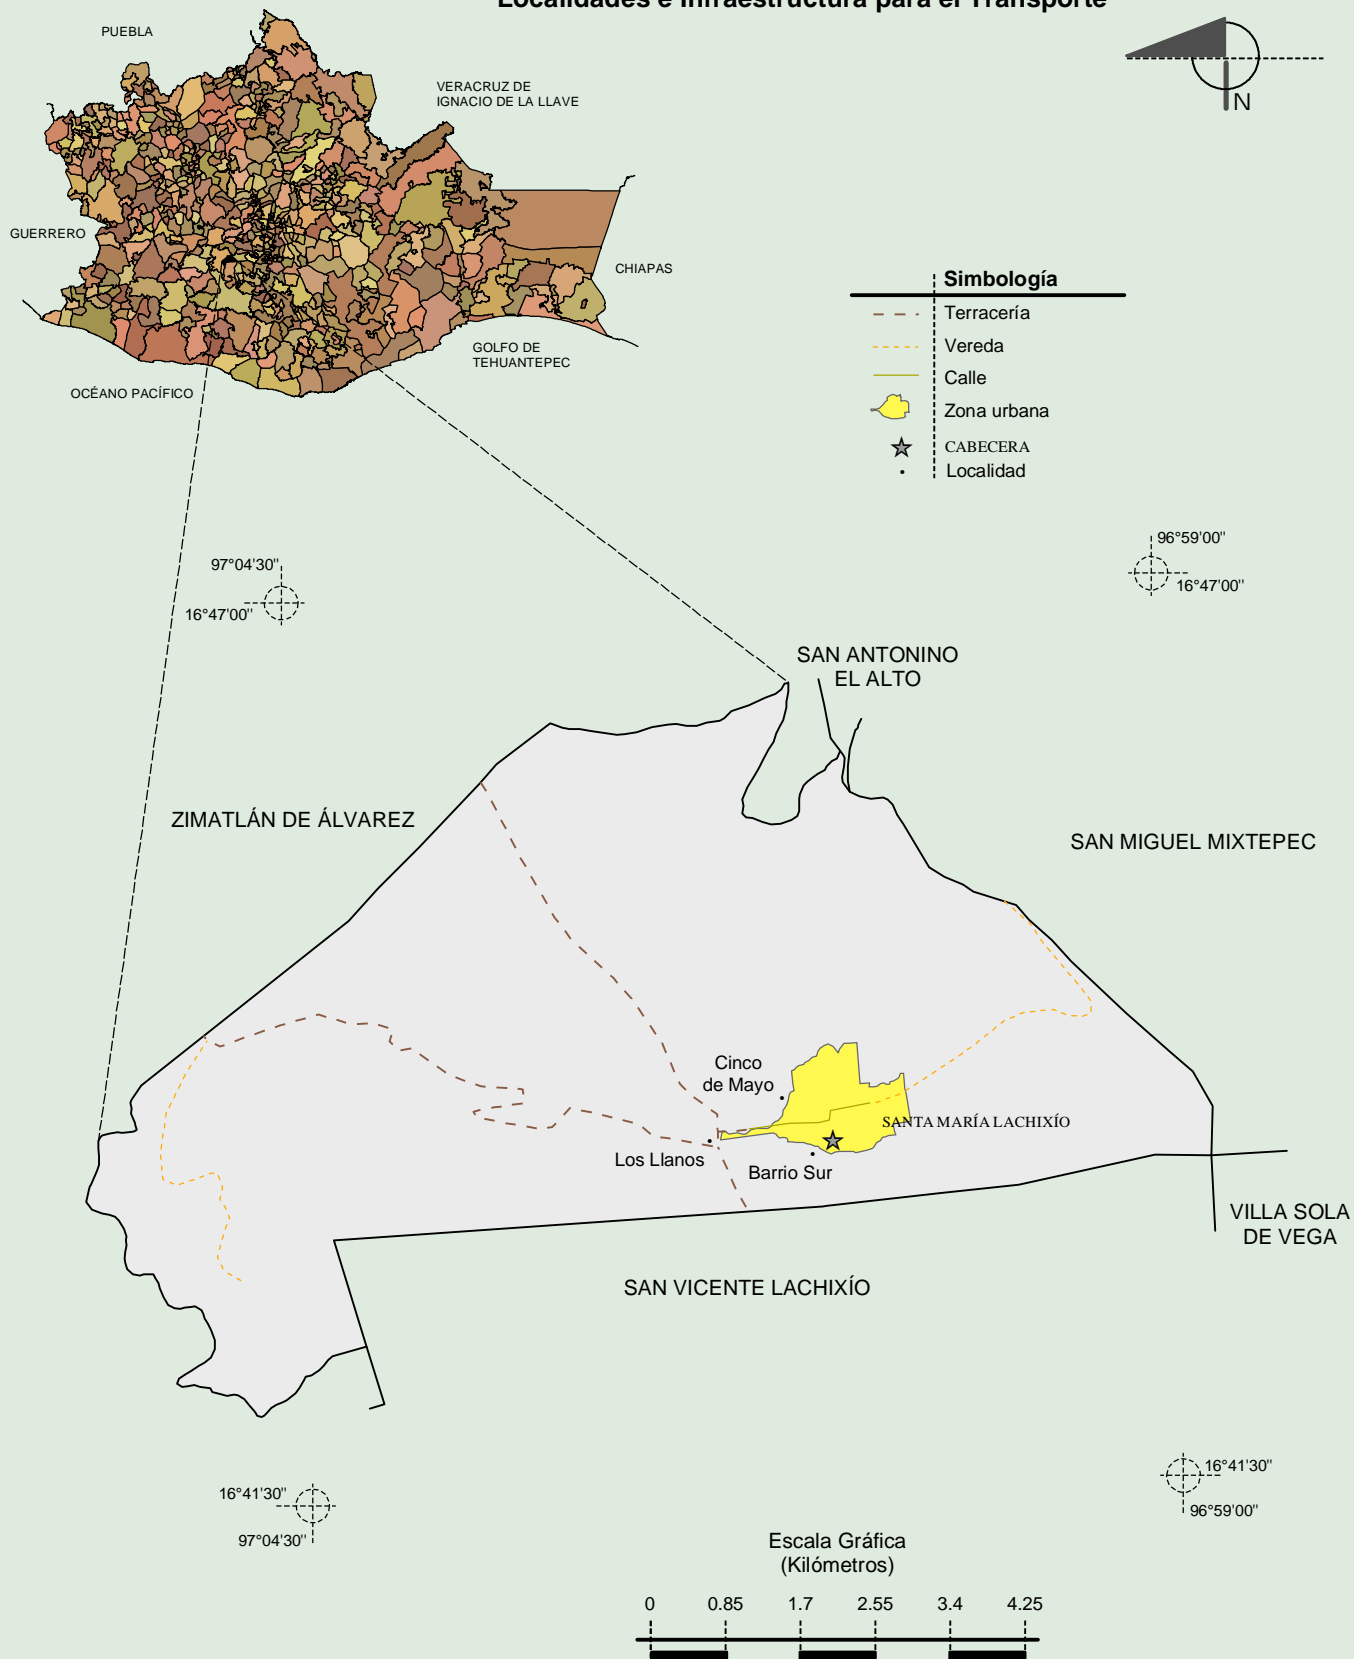 Localidades e Infraestructura para el Transporte
PUEBLA
VERACRUZ DE
IGNACIO DE LA LLAVE
N
GUERRERO
CHIAPAS
GOLFO DE
TEHUANTEPEC
OCÉANO PACÍFICO
Simbología
Terracería
Vereda
Calle
Zona urbana
CABECERA
Localidad
97°04'30"
16°47'00"
96°59'00"
16°47'00"
SAN ANTONINO
EL ALTO
ZIMATLÁN DE ÁLVAREZ
SAN MIGUEL MIXTEPEC
Cinco
de Mayo
SANTA MARÍA LACHIXÍO
Los Llanos
Barrio Sur
VILLA SOLA
DE VEGA
SAN VICENTE LACHIXÍO
16°41'30"
97°04'30"
16°41'30"
96°59'00"
Escala Gráfica
(Kilómetros)
0 0.85 1.7 2.55 3.4 4.25